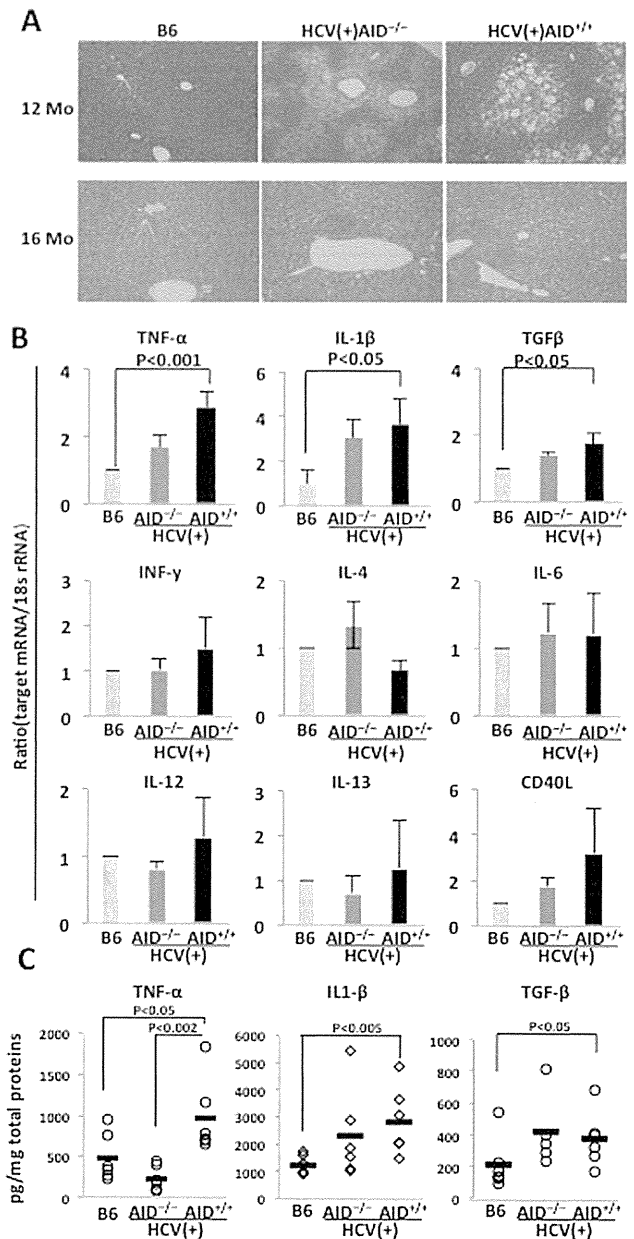 A
B6 HCV(+)AID⁻/⁻ HCV(+)AID⁺/⁺
12 Mo
16 Mo
B
Ratio(target mRNA/18s rRNA)
TNF-α IL-1β TGFβ
P<0.001 P<0.05 P<0.05
4 6 4
2 4 2
2
0 0 0
B6 AID⁻/⁻ AID⁺/⁺ B6 AID⁻/⁻ AID⁺/⁺ B6 AID⁻/⁻ AID⁺/⁺
HCV(+) HCV(+) HCV(+)
INF-y IL-4 IL-6
3 2 2
2 1 1
1
0 0 0
B6 AID⁻/⁻ AID⁺/⁺ B6 AID⁻/⁻ AID⁺/⁺ B6 AID⁻/⁻ AID⁺/⁺
HCV(+) HCV(+) HCV(+)
IL-12 IL-13 CD40L
2 3 6
1 2 4
1 2
0 0 0
B6 AID⁻/⁻ AID⁺/⁺ B6 AID⁻/⁻ AID⁺/⁺ B6 AID⁻/⁻ AID⁺/⁺
HCV(+) HCV(+) HCV(+)
C
pg/mg total proteins
TNF-α IL1-β TGF-β
P<0.05 P<0.005 P<0.05
P<0.002
2000 6000 1000
1500 5000 800
1000 4000 600
500 3000 400
2000 200
1000
0 0 0
B6 AID⁻/⁻ AID⁺/⁺ B6 AID⁻/⁻ AID⁺/⁺ B6 AID⁻/⁻ AID⁺/⁺
HCV(+) HCV(+) HCV(+)